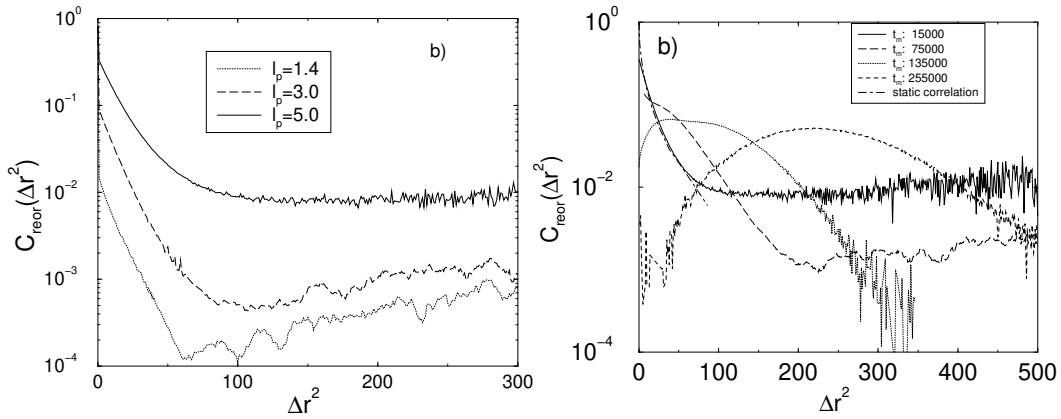 10⁰
10⁻¹
10⁻²
10⁻³
10⁻⁴
C_reor(Δr²)
b)
l_p=1.4
l_p=3.0
l_p=5.0
0 100 200 300
Δr²
10⁰
10⁻²
10⁻⁴
C_reor(Δr²)
b)
t_m: 15000
t_m: 75000
t_m: 135000
t_m: 255000
static correlation
0 100 200 300 400 500
Δr²